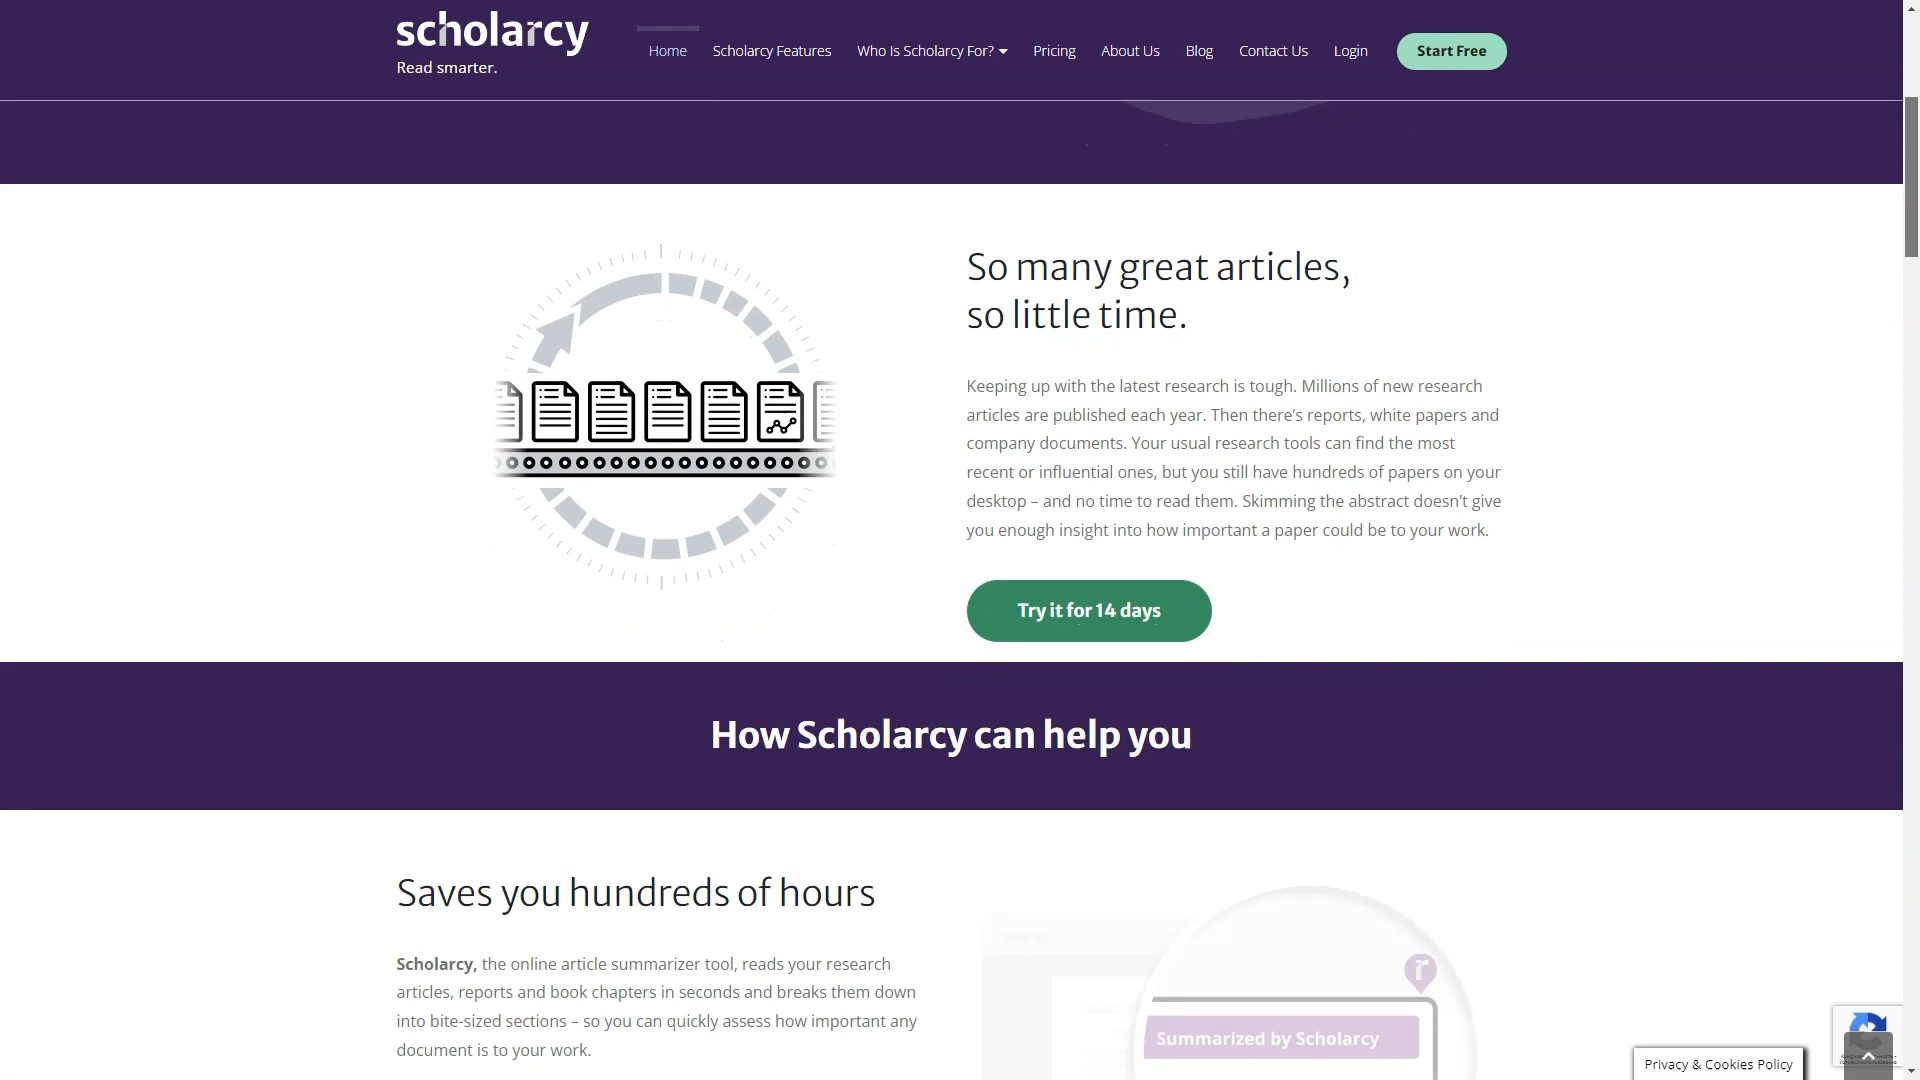 scholarcy
Read smarter.
Home
Scholarcy Features
Who Is Scholarcy For?
Pricing
About Us
Blog
Contact Us
Login
Start Free
So many great articles,
so little time.
Keeping up with the latest research is tough. Millions of new research
articles are published each year. Then there’s reports, white papers and
company documents. Your usual research tools can find the most
recent or influential ones, but you still have hundreds of papers on your
desktop – and no time to read them. Skimming the abstract doesn’t give
you enough insight into how important a paper could be to your work.
Try it for 14 days
How Scholarcy can help you
Saves you hundreds of hours
Scholarcy, the online article summarizer tool, reads your research
articles, reports and book chapters in seconds and breaks them down
into bite-sized sections – so you can quickly assess how important any
document is to your work.
Summarized by Scholarcy
Privacy & Cookies Policy